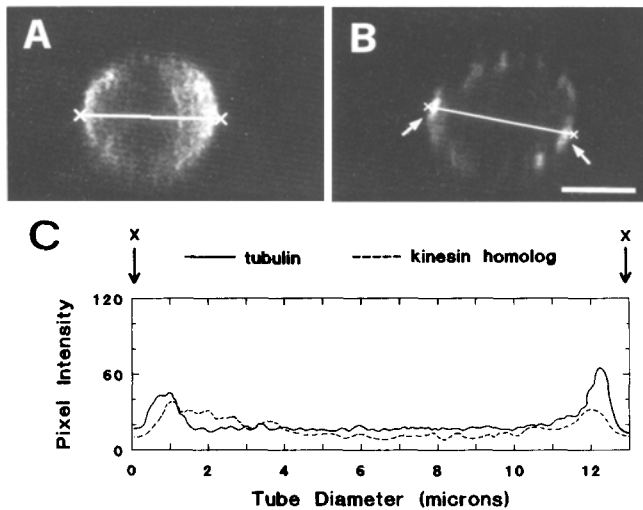 A
B
C
x x
tubulin kinesin homolog
Pixel Intensity
120
60
0
0 2 4 6 8 10 12
Tube Diameter (microns)